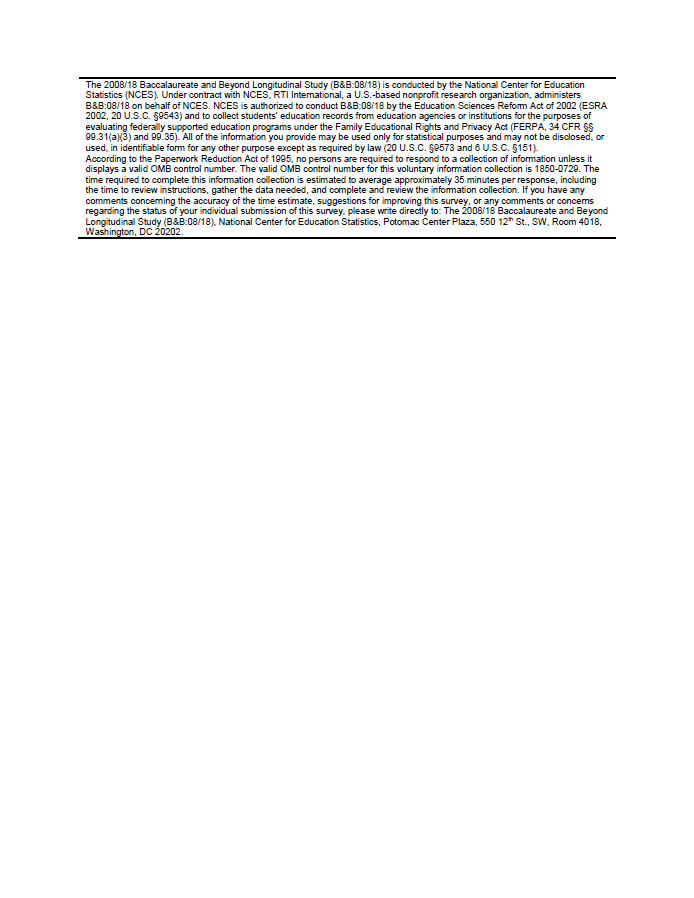 The 2008/18 Baccalaureate and Beyond Longitudinal Study (B&B:08/18) is conducted by the National Center for Education
Statistics (NCES). Under contract with NCES, RTI International, a U.S.-based nonprofit research organization, administers
B&B:08/18 on behalf of NCES. NCES is authorized to conduct B&B:08/18 by the Education Sciences Reform Act of 2002 (ESRA
2002, 20 U.S.C. §9543) and to collect students' education records from education agencies or institutions for the purposes of
evaluating federally supported education programs under the Family Educational Rights and Privacy Act (FERPA, 34 CFR §§
99.31(a)(3) and 99.35). All of the information you provide may be used only for statistical purposes and may not be disclosed, or
used, in identifiable form for any other purpose except as required by law (20 U.S.C. §9573 and 6 U.S.C. §151).
According to the Paperwork Reduction Act of 1995, no persons are required to respond to a collection of information unless it
displays a valid OMB control number. The valid OMB control number for this voluntary information collection is 1850-0729. The
time required to complete this information collection is estimated to average approximately 35 minutes per response, including
the time to review instructions, gather the data needed, and complete and review the information collection. If you have any
comments concerning the accuracy of the time estimate, suggestions for improving this survey, or any comments or concerns
regarding the status of your individual submission of this survey, please write directly to: The 2008/18 Baccalaureate and Beyond
Longitudinal Study (B&B:08/18), National Center for Education Statistics, Potomac Center Plaza, 550 12th St., SW, Room 4018,
Washington, DC 20202.